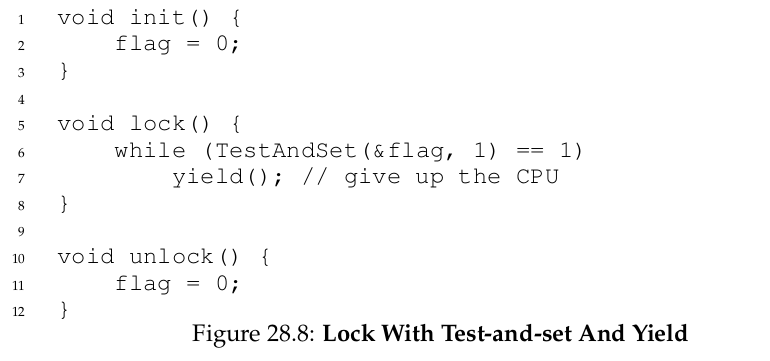 1 void init() {
2     flag = 0;
3 }
4
5 void lock() {
6     while (TestAndSet(&flag, 1) == 1)
7         yield(); // give up the CPU
8 }
9
10 void unlock() {
11     flag = 0;
12 }
Figure 28.8: Lock With Test-and-set And Yield